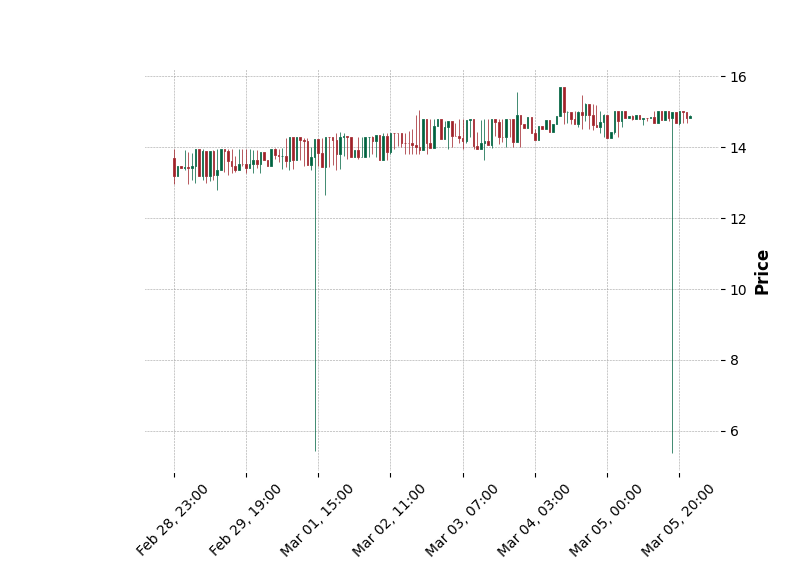 16
14
12
10
8
6
Price
Feb 28, 23:00
Feb 29, 19:00
Mar 01, 15:00
Mar 02, 11:00
Mar 03, 07:00
Mar 04, 03:00
Mar 05, 00:00
Mar 05, 20:00